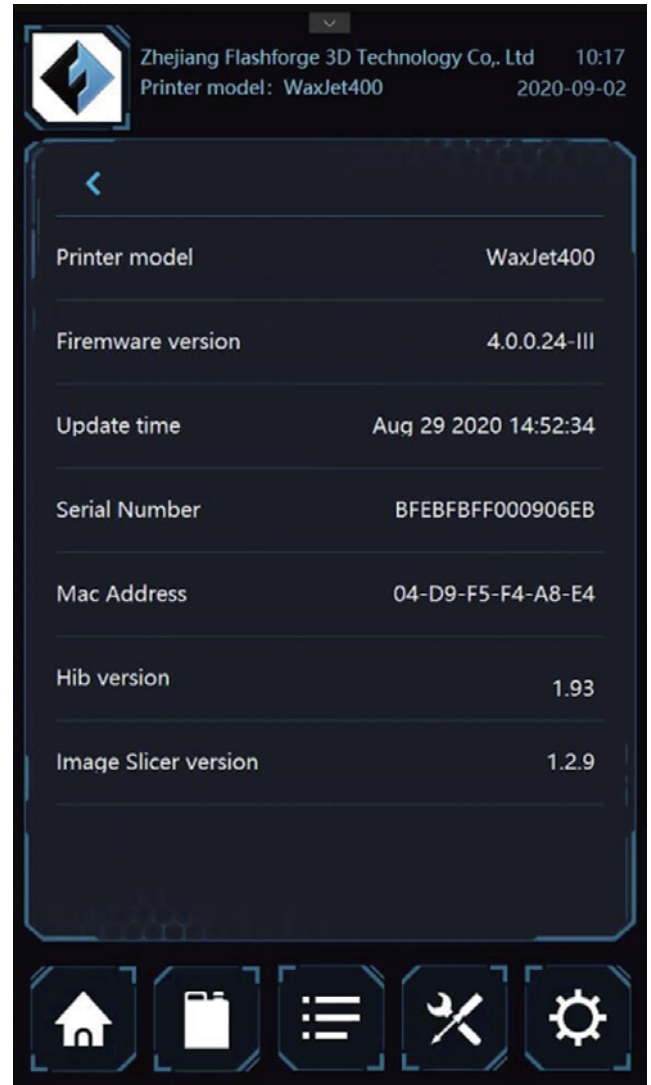 Zhejiang Flashforge 3D Technology Co,. Ltd 10:17
Printer model: WaxJet400 2020-09-02
Printer model WaxJet400
Firemware version 4.0.0.24-III
Update time Aug 29 2020 14:52:34
Serial Number BFEBFBFF000906EB
Mac Address 04-D9-F5-F4-A8-E4
Hib version 1.93
Image Slicer version 1.2.9